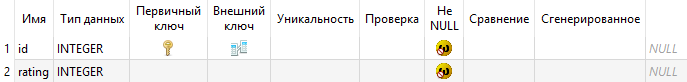 Имя Тип данных Первичный ключ Внешний ключ Уникальность Проверка Не NULL Сравнение Сгенерированное
1 id INTEGER NULL
2 rating INTEGER NULL